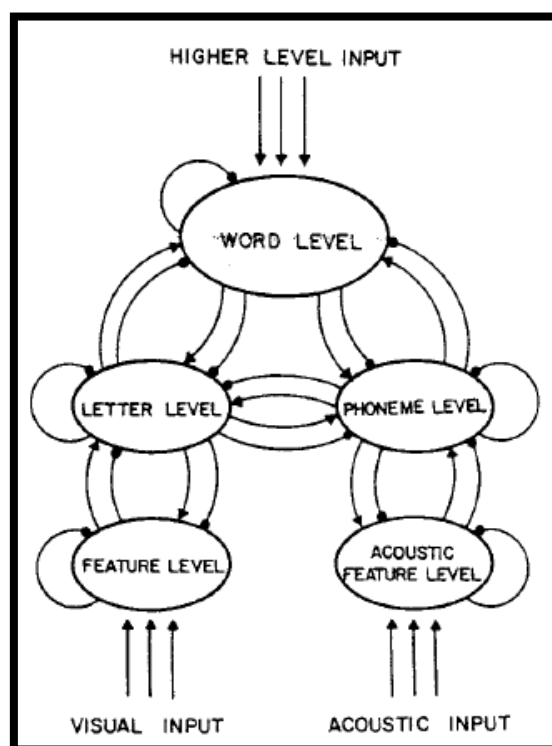 HIGHER LEVEL INPUT
WORD LEVEL
LETTER LEVEL
PHONEME LEVEL
FEATURE LEVEL
ACOUSTIC
FEATURE LEVEL
VISUAL INPUT
ACOUSTIC INPUT